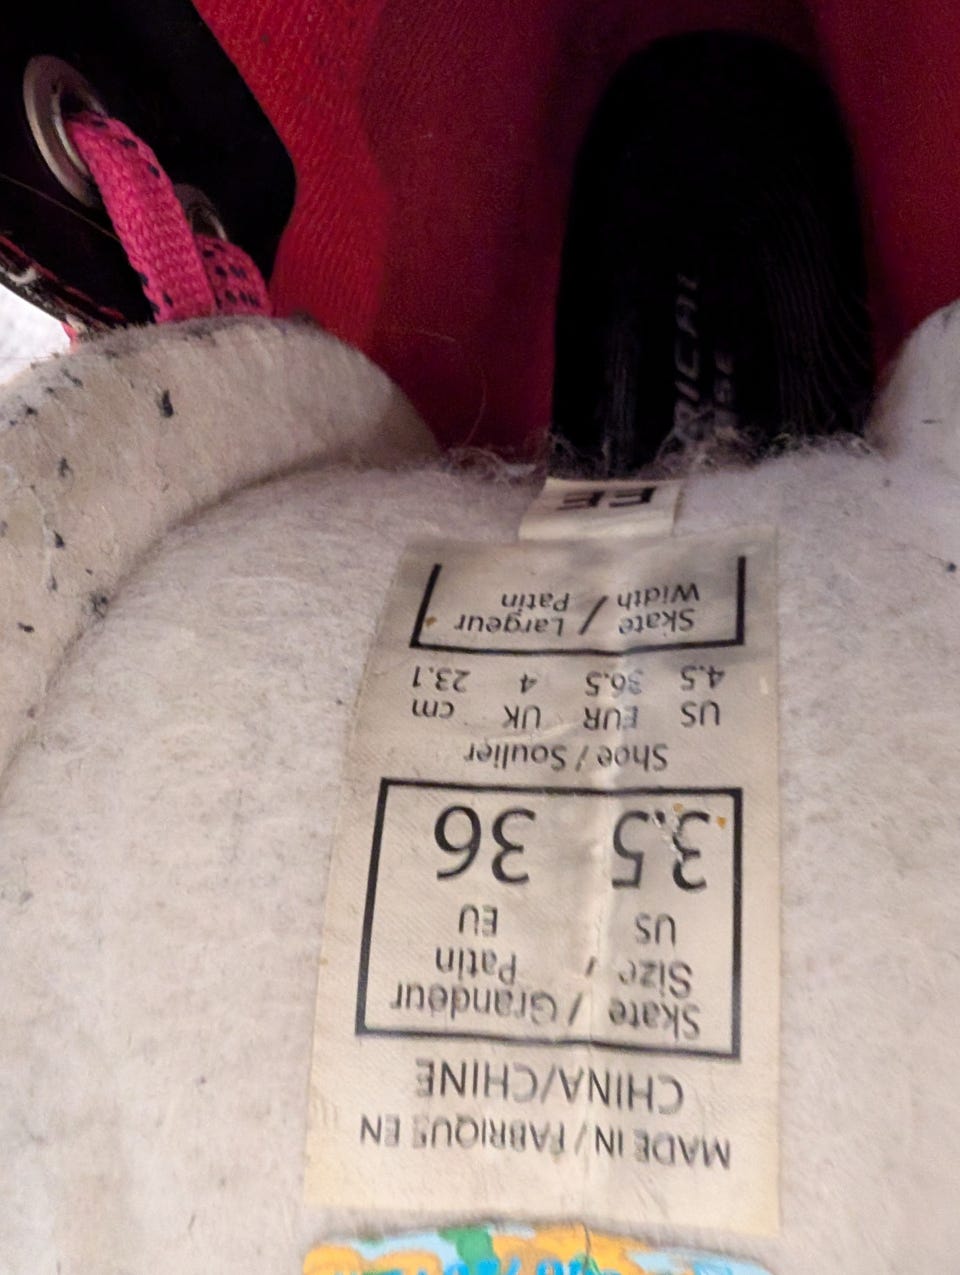 MADE IN / FABRIQUE EN
CHINA/CHINE
Skate / Grandeur
Size / Patin
US EU
3.5 36
Shoe / Soulier
US EUR UK cm
4.5 36.5 4 23.1
Skate / Largeur
Width / Patin
EE